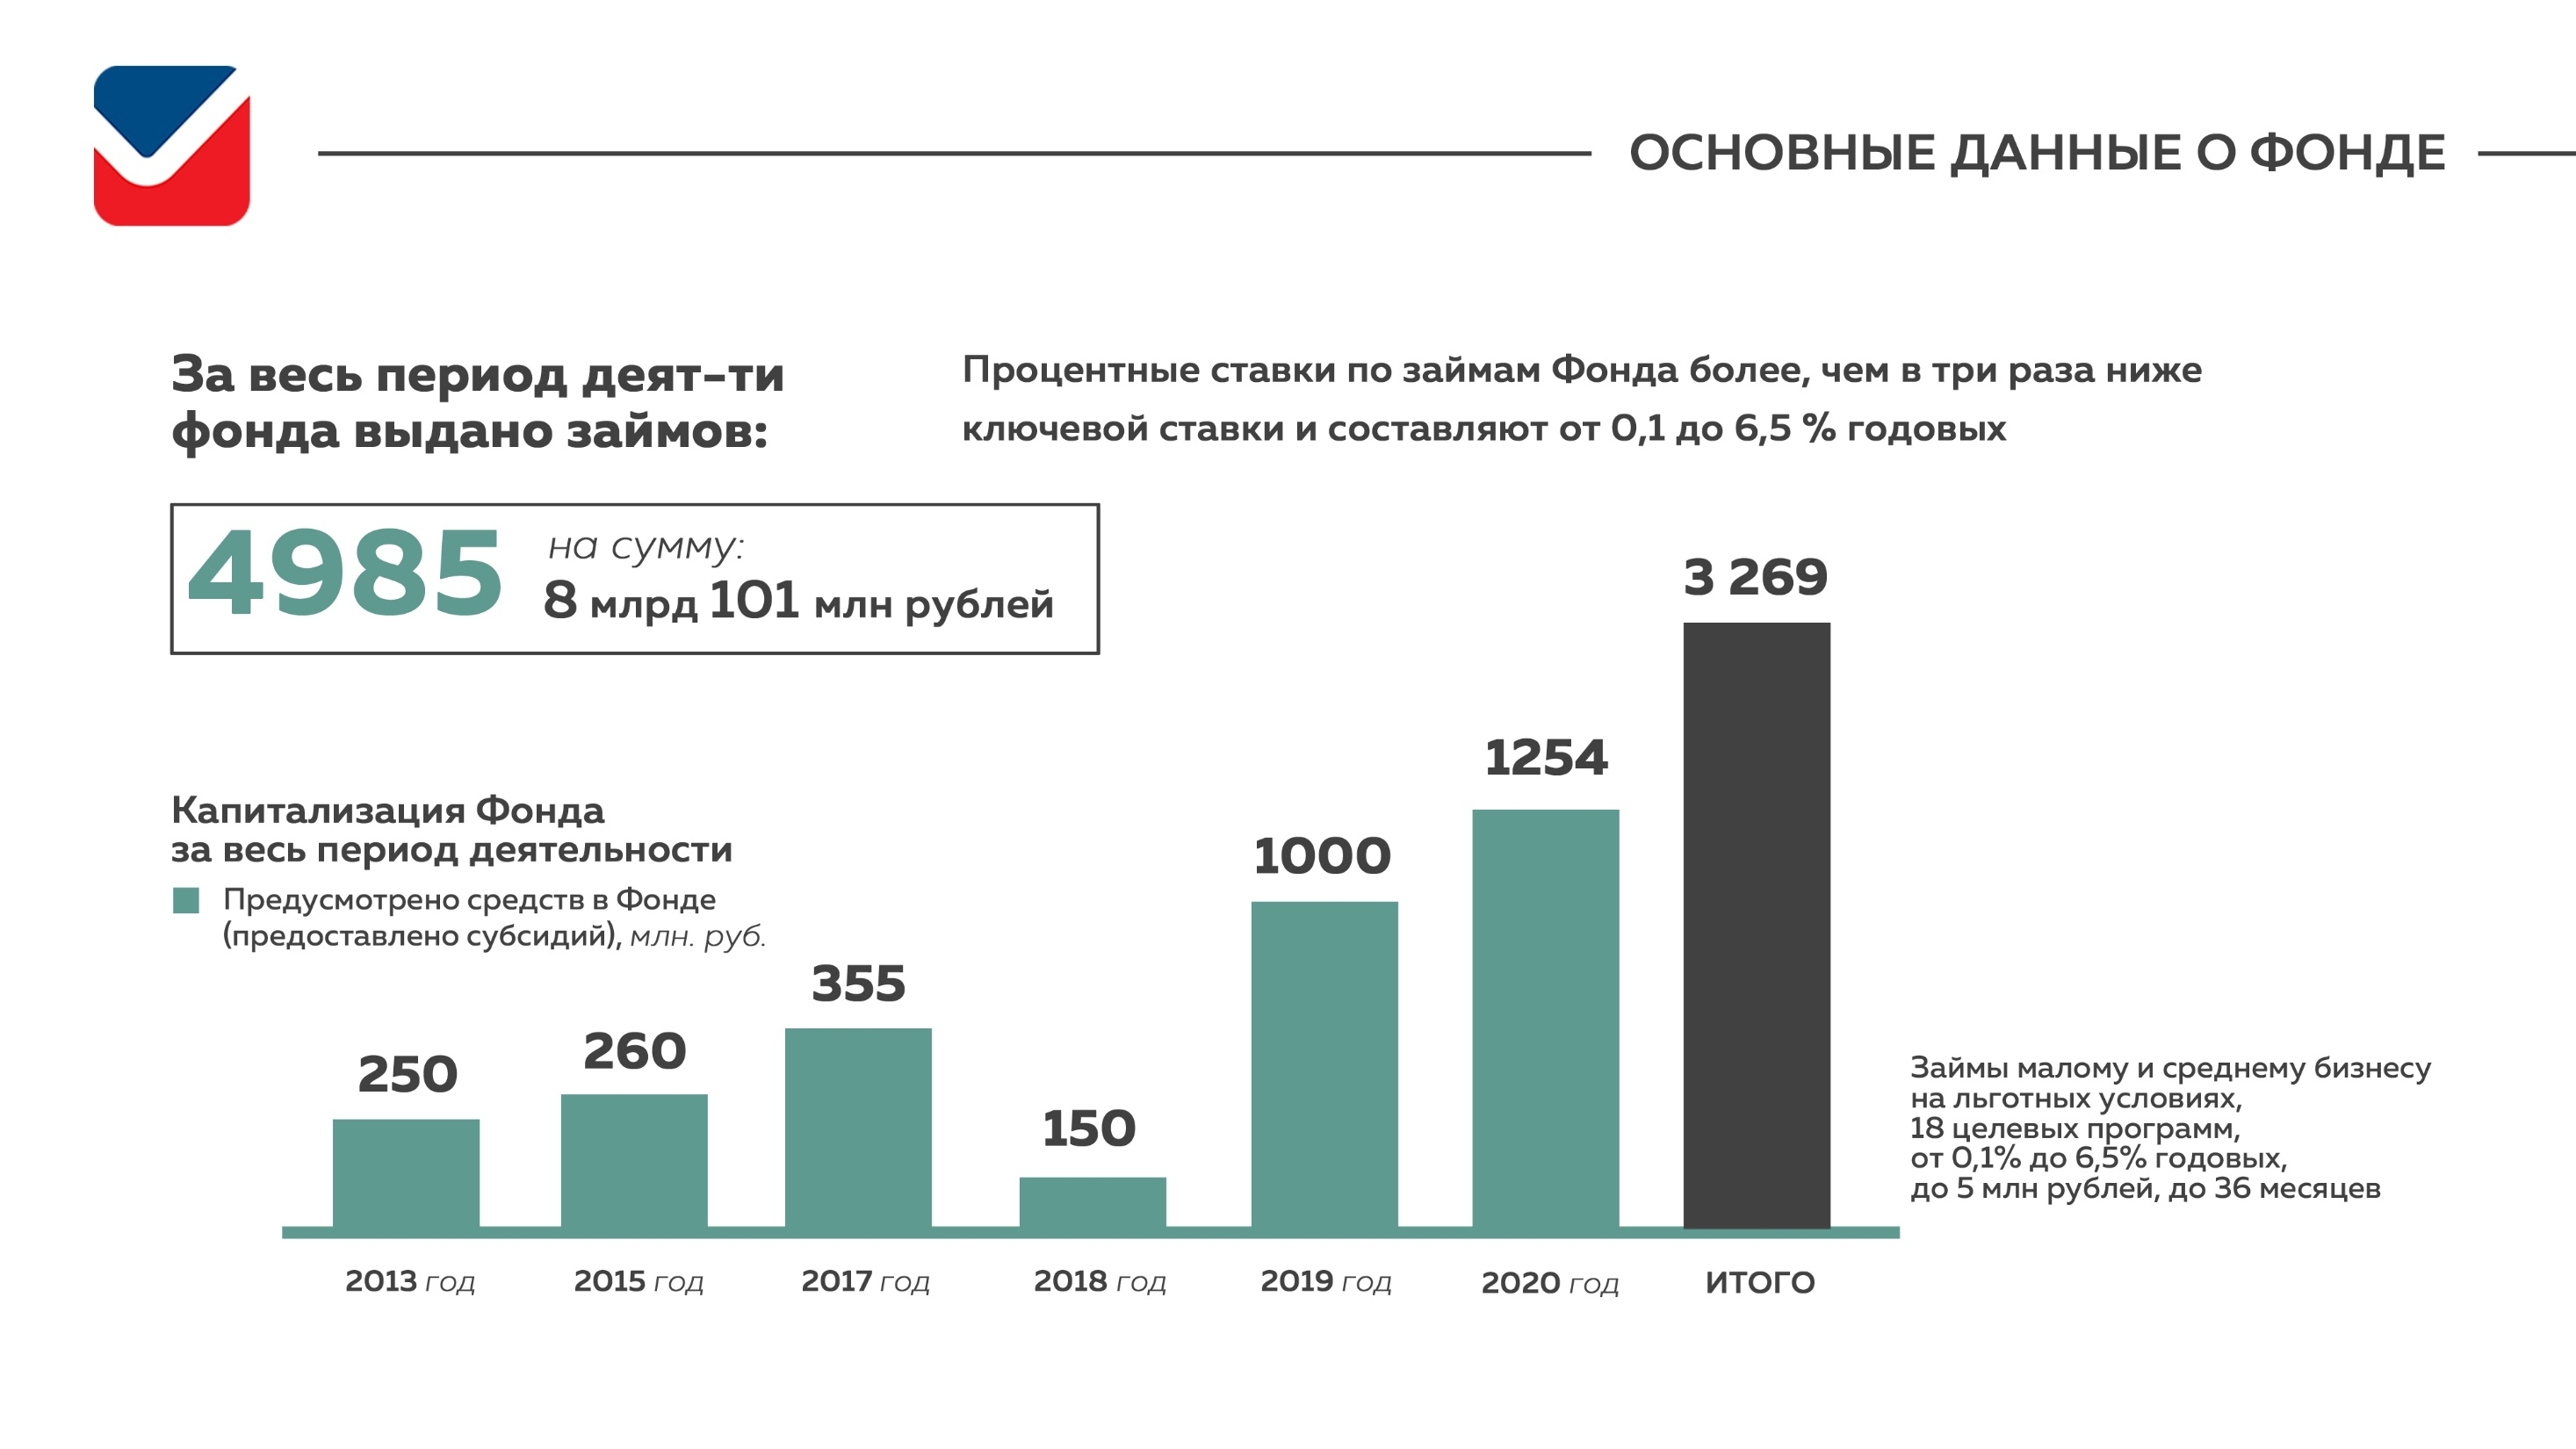 ОСНОВНЫЕ ДАННЫЕ О ФОНДЕ
За весь период деят-ти
фонда выдано займов:
Процентные ставки по займам Фонда более, чем в три раза ниже
ключевой ставки и составляют от 0,1 до 6,5 % годовых
4985
на сумму:
8 млрд 101 млн рублей
Капитализация Фонда
за весь период деятельности
Предусмотрено средств в Фонде
(предоставлено субсидий), млн. руб.
250
260
355
150
1000
1254
3 269
2013 год
2015 год
2017 год
2018 год
2019 год
2020 год
ИТОГО
Займы малому и среднему бизнесу
на льготных условиях,
18 целевых программ,
от 0,1% до 6,5% годовых,
до 5 млн рублей, до 36 месяцев